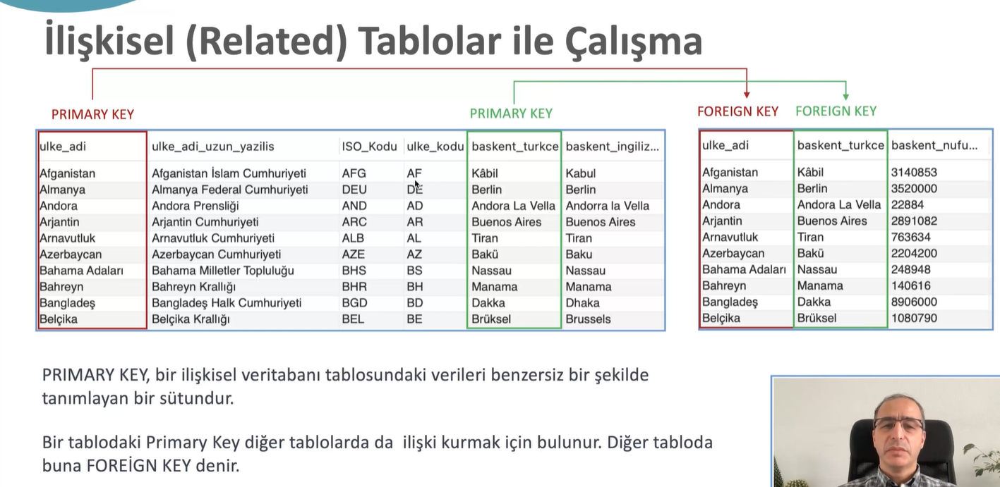 İlişkisel (Related) Tablolar ile Çalışma
PRIMARY KEY PRIMARY KEY FOREIGN KEY FOREIGN KEY
ulke_adi ulke_adi_uzun_yazilis ISO_Kodu ulke_kodu baskent_turkce baskent_ingiliz...
Afganistan Afganistan İslam Cumhuriyeti AFG AF Kâbil Kabul
Almanya Almanya Federal Cumhuriyeti DEU DE Berlin Berlin
Andora Andora Prensliği AND AD Andora La Vella Andorra la Vella
Arjantin Arjantin Cumhuriyeti ARC AR Buenos Aires Buenos Aires
Arnavutluk Arnavutluk Cumhuriyeti ALB AL Tiran Tiran
Azerbaycan Azerbaycan Cumhuriyeti AZE AZ Bakü Baku
Bahama Adaları Bahama Milletler Topluluğu BHS BS Nassau Nassau
Bahreyn Bahreyn Krallığı BHR BH Manama Manama
Bangladeş Bangladeş Halk Cumhuriyeti BGD BD Dakka Dhaka
Belçika Belçika Krallığı BEL BE Brüksel Brussels
ulke_adi baskent_turkce baskent_nufu...
Afganistan Kâbil 3140853
Almanya Berlin 3520000
Andora Andora La Vella 22884
Arjantin Buenos Aires 2891082
Arnavutluk Tiran 763634
Azerbaycan Bakü 2204200
Bahama Adaları Nassau 248948
Bahreyn Manama 140616
Bangladeş Dakka 8906000
Belçika Brüksel 1080790
PRIMARY KEY, bir ilişkisel veritabanı tablosundaki verileri benzersiz bir şekilde
tanımlayan bir sütundur.
Bir tablodaki Primary Key diğer tablolarda da ilişki kurmak için bulunur. Diğer tabloda
buna FOREİGN KEY denir.